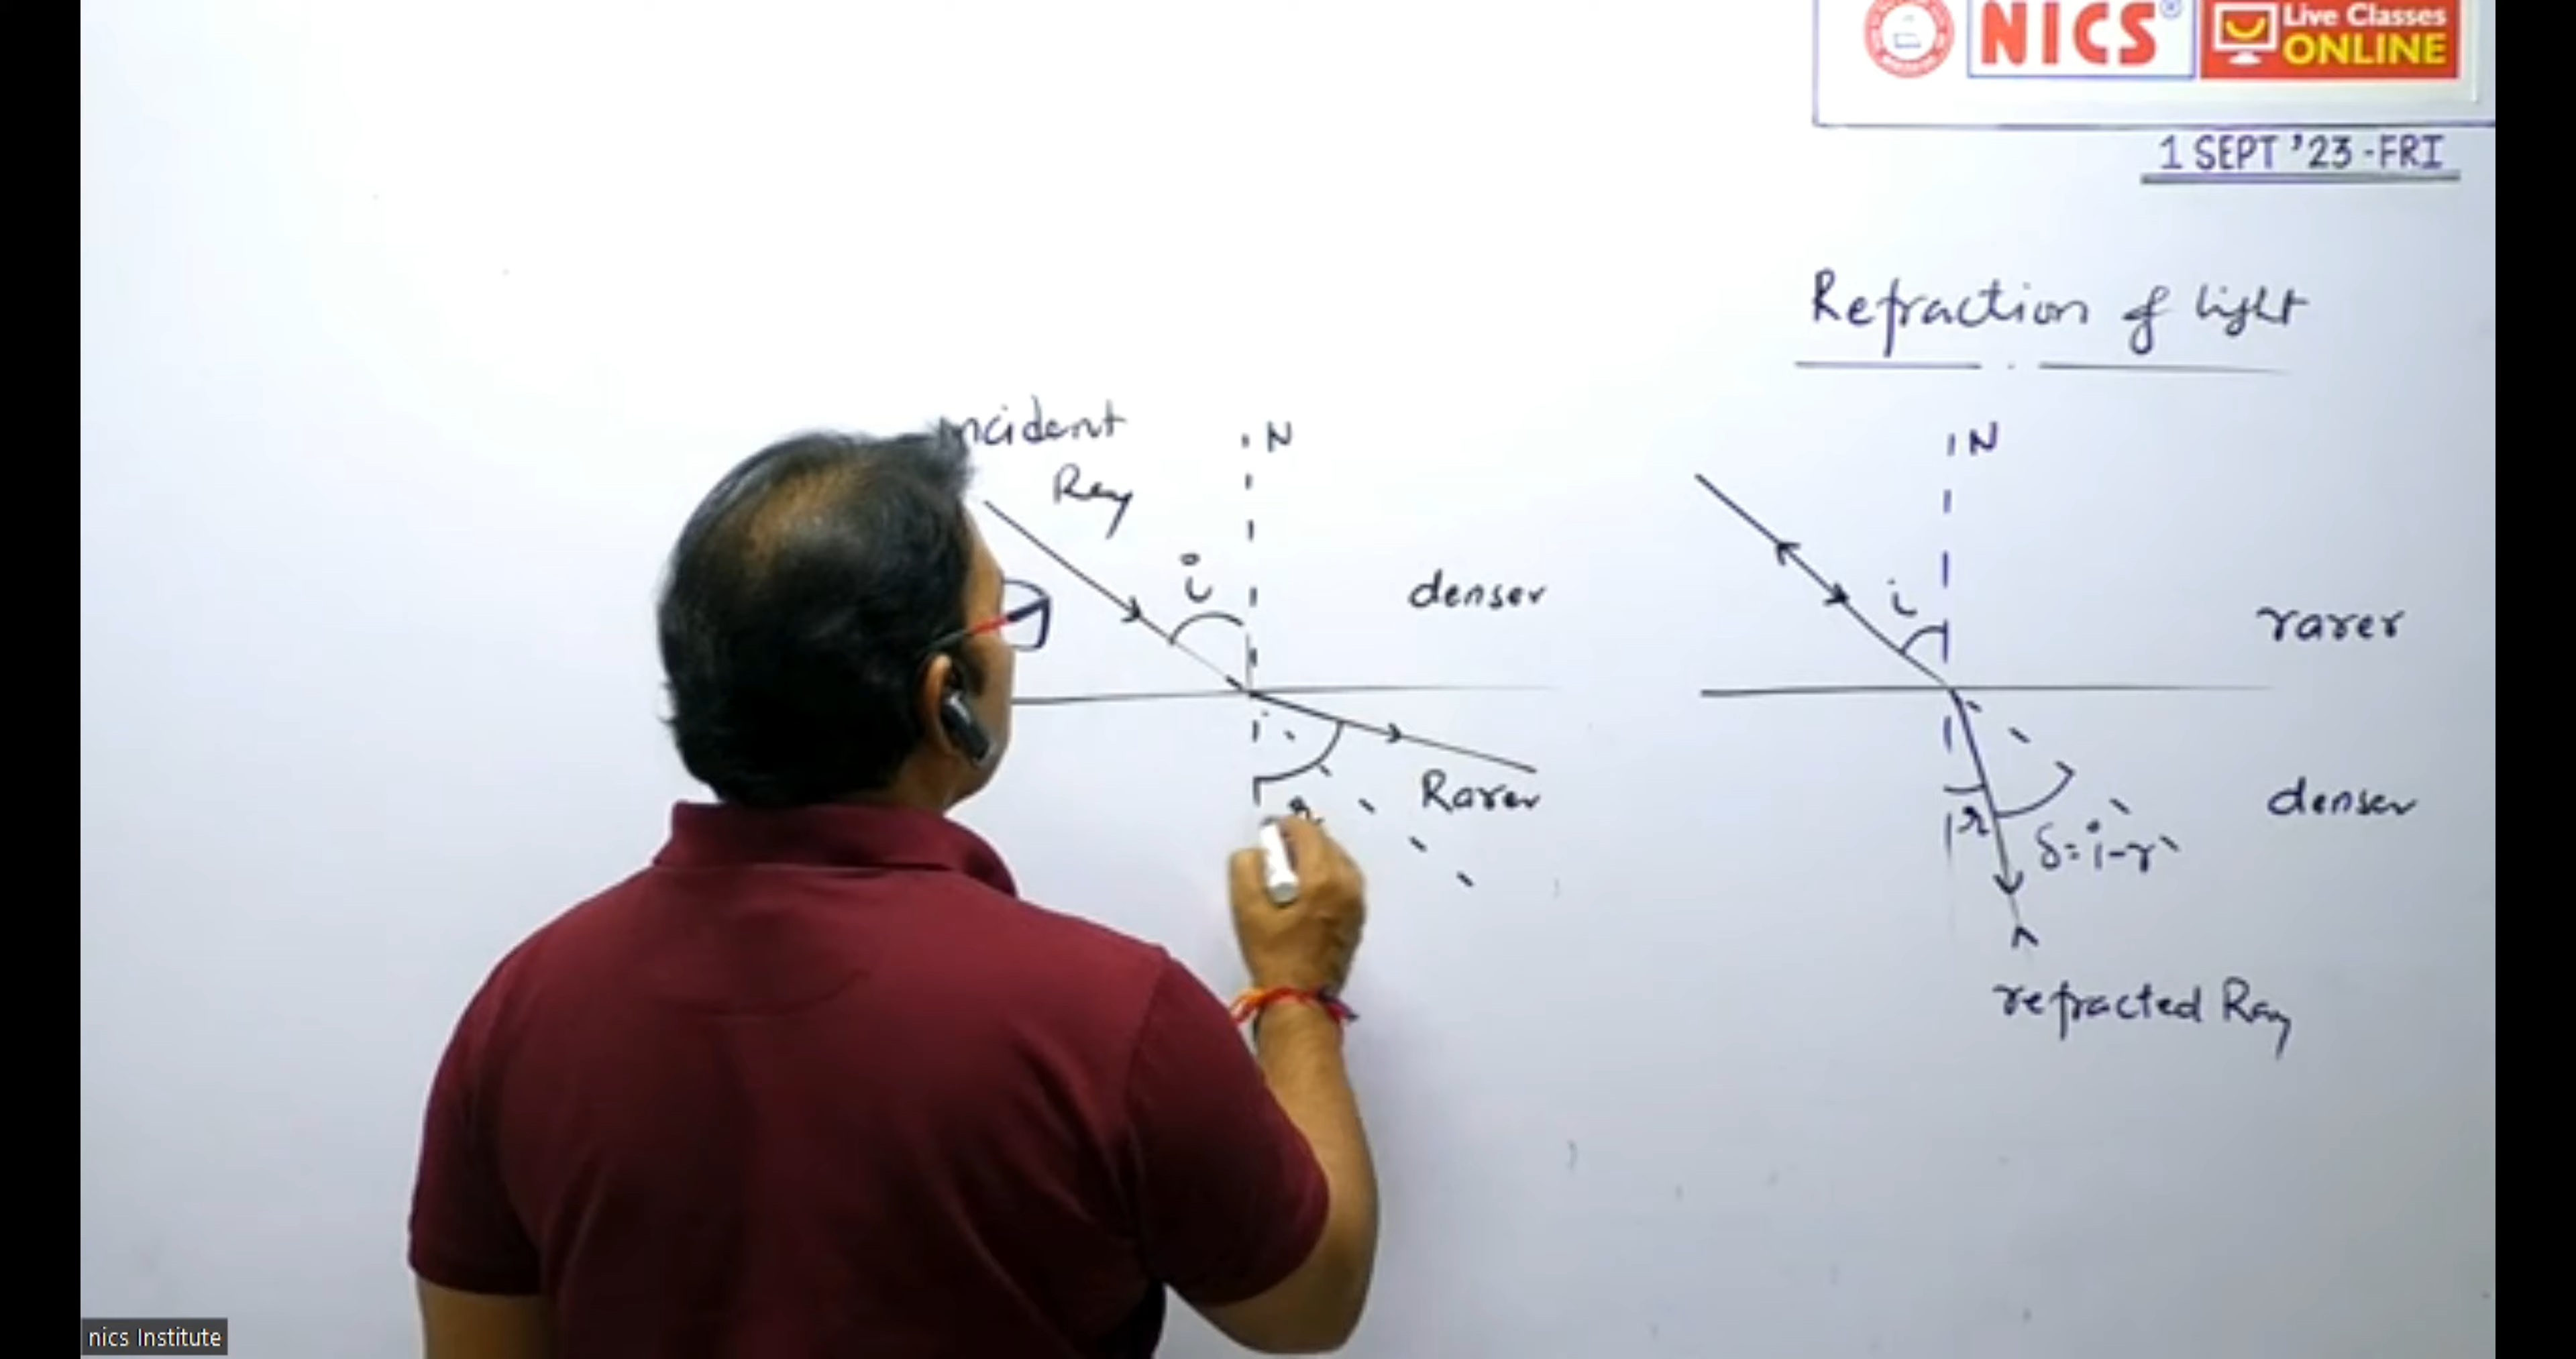 NICS®
Live Classes
ONLINE
1 SEPT '23 - FRI
Refraction of light
ncident
Ray
N
i
denser
Rarer
r
N
i
rarer
denser
r
δ = i - r
refracted Ray
nics Institute